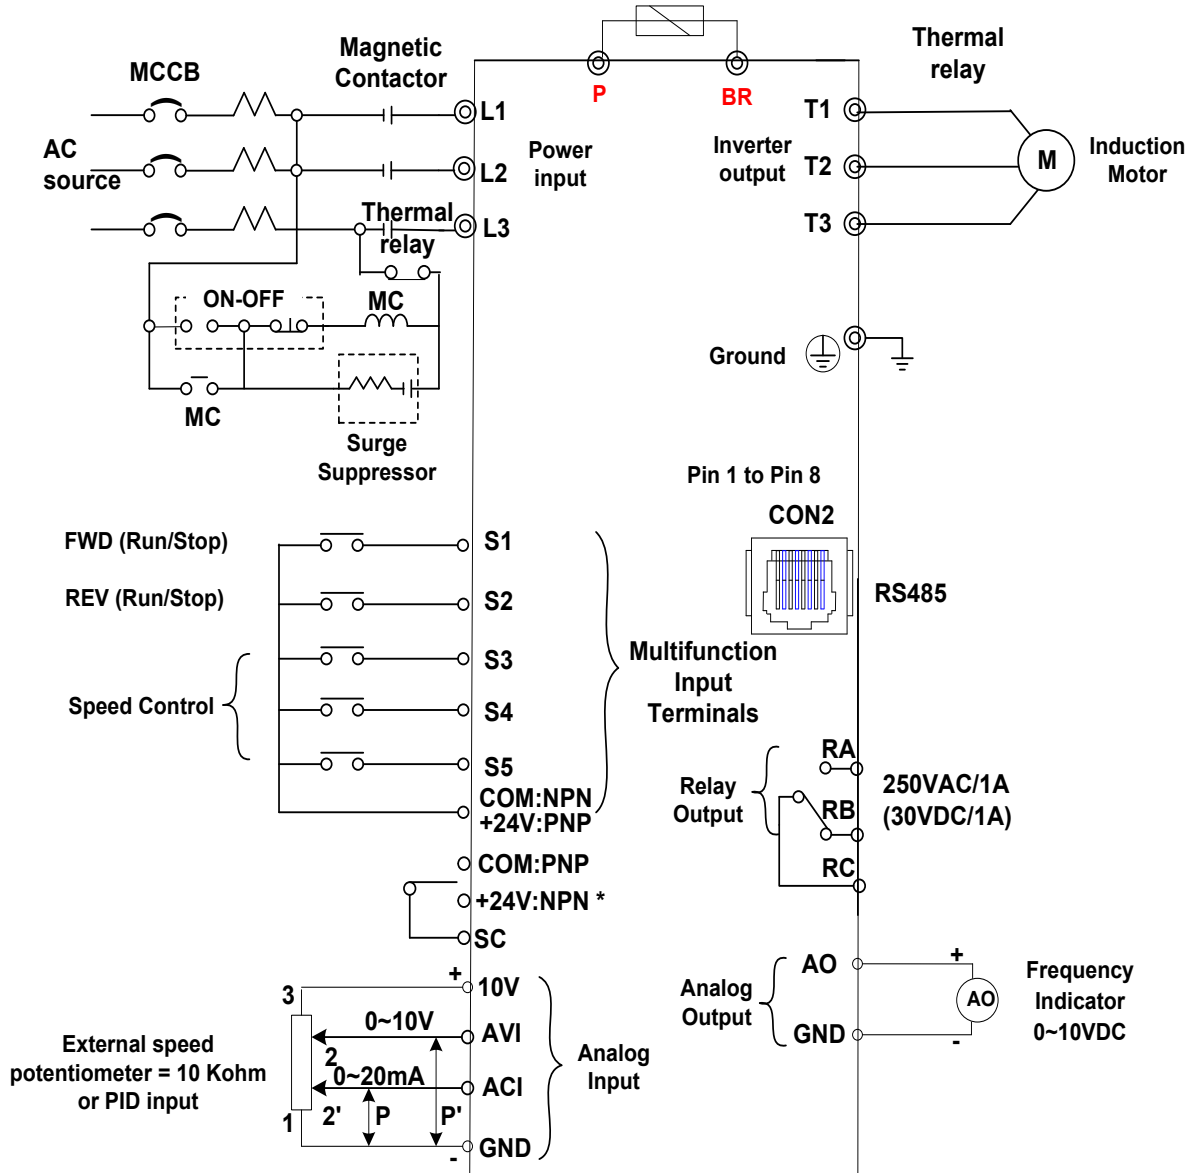 MCCB
Magnetic
Contactor
P
BR
Thermal
relay
L1
T1
AC
source
L2
Power
input
Inverter
output
T2
M
Induction
Motor
Thermal
relay
L3
T3
ON-OFF
MC
Ground
MC
Surge
Suppressor
Pin 1 to Pin 8
CON2
RS485
FWD (Run/Stop)
S1
REV (Run/Stop)
S2
S3
Speed Control
S4
S5
Multifunction
Input
Terminals
COM:NPN
+24V:PNP
COM:PNP
+24V:NPN *
SC
Relay
Output
RA
RB
RC
250VAC/1A
(30VDC/1A)
+
10V
3
0~10V
AVI
2
0~20mA
ACI
2'
P
P'
1
-
GND
External speed
potentiometer = 10 Kohm
or PID input
Analog
Input
Analog
Output
AO
GND
+
AO
-
Frequency
Indicator
0~10VDC